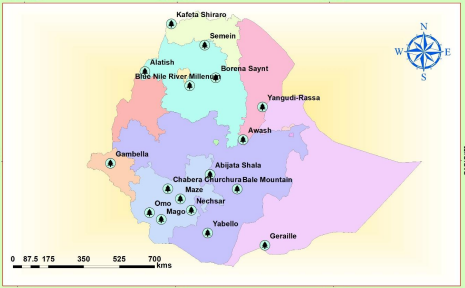 Kafeta Shiraro
N
Semein
W
E
Alatish
Borena Saynt
S
Blue Nile River Millenium
Yangudi-Rassa
Awash
Gambella
Abijata Shala
Chabera Churchura
Bale Mountain
Maze
Omo
Nechsar
Mago
Yabello
Geraille
0 87.5 175 350 525 700
kms